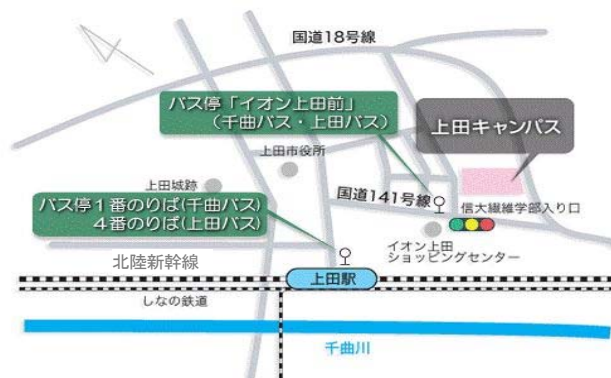 国道18号線
バス停「イオン上田前」
（千曲バス・上田バス）
上田キャンパス
上田市役所
上田城跡
国道141号線
信大繊維学部入り口
バス停１番のりば(千曲バス)
４番のりば(上田バス)
イオン上田
ショッピングセンター
北陸新幹線
上田駅
しなの鉄道
千曲川